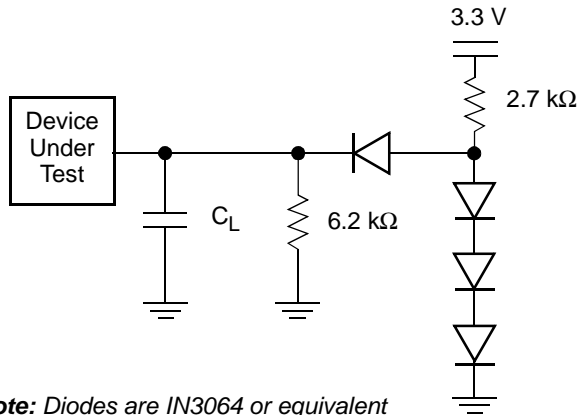 3.3 V
2.7 kΩ
Device
Under
Test
C_L
6.2 kΩ
ote: Diodes are IN3064 or equivalent